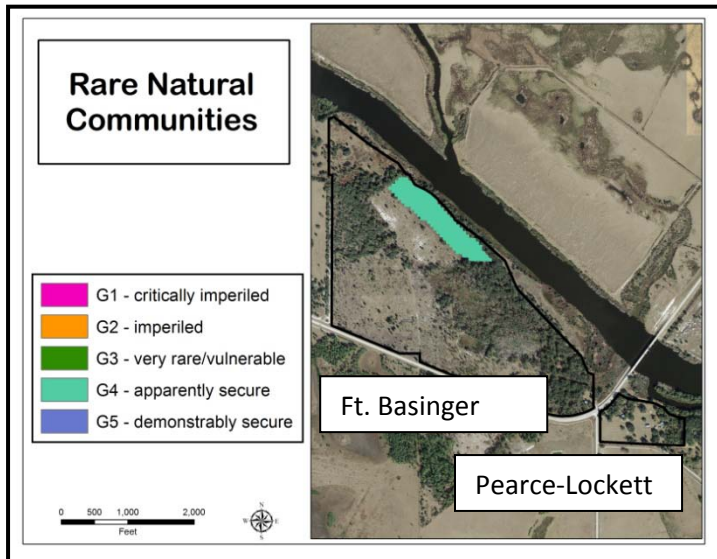 Rare Natural
Communities
G1 - critically imperiled
G2 - imperiled
G3 - very rare/vulnerable
G4 - apparently secure
G5 - demonstrably secure
Ft. Basinger
Pearce-Lockett
0 500 1,000 2,000
Feet
N
W E
S